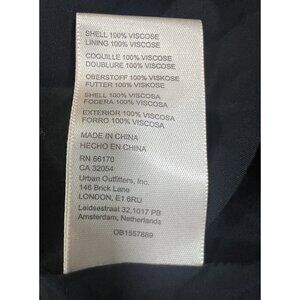 SHELL 100% VISCOSE
LINING 100% VISCOSE
COQUILLE 100% VISCOSE
DOUBLURE 100% VISCOSE
OBERSTOFF 100% VISKOSE
FUTTER 100% VISKOSE
SHELL 100% VISCOSA
FODERA 100% VISCOSA
EXTERIOR 100% VISCOSA
FORRO 100% VISCOSA
MADE IN CHINA
HECHO EN CHINA
RN 66170
CA 32054
Urban Outfitters, Inc.
146 Brick Lane
LONDON, E1 6RU
Leidsestraat 32,1017 PB
Amsterdam, Netherlands
OB1557889